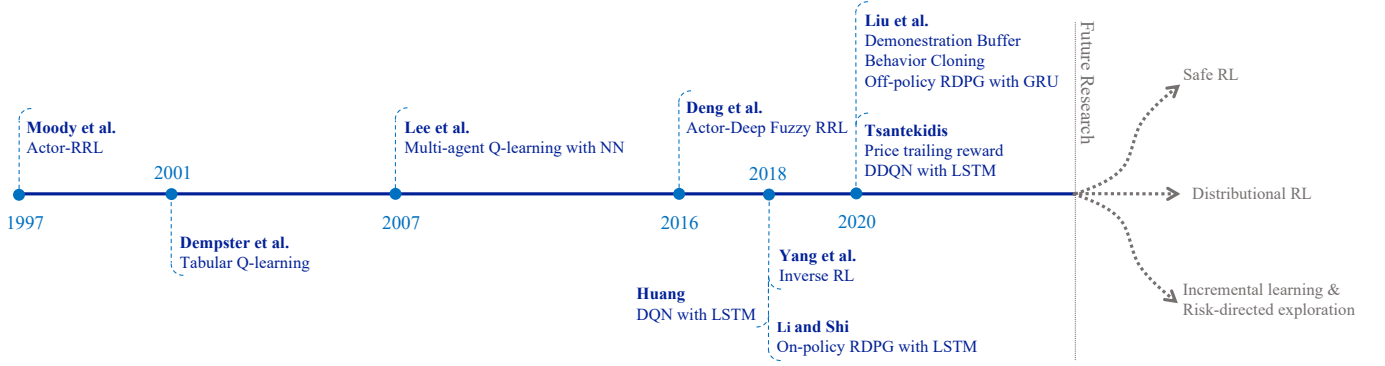 Moody et al.
Actor-RRL
1997
2001
Dempster et al.
Tabular Q-learning
Lee et al.
Multi-agent Q-learning with NN
2007
Deng et al.
Actor-Deep Fuzzy RRL
2016
2018
Yang et al.
Inverse RL
Huang
DQN with LSTM
Li and Shi
On-policy RDPG with LSTM
Liu et al.
Demonestration Buffer
Behavior Cloning
Off-policy RDPG with GRU
Tsantekidis
Price trailing reward
DDQN with LSTM
2020
Future Research
Safe RL
Distributional RL
Incremental learning &
Risk-directed exploration